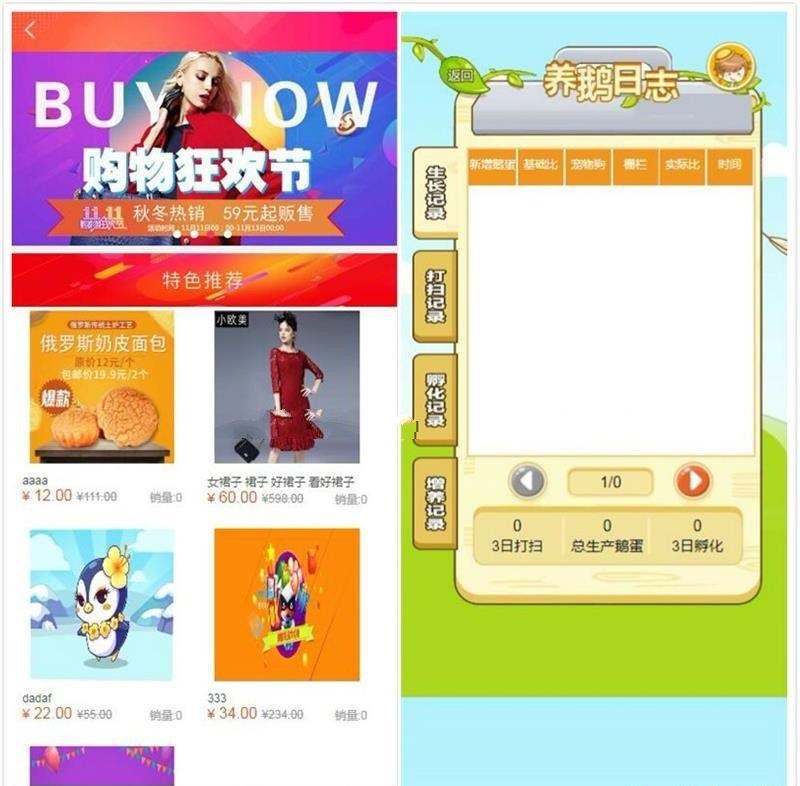 BUY NOW
购物狂欢节
11.11
购物狂欢节
秋冬热销 59元起贩售
活动时间：11月11日00：00-11月13日00:00
特色推荐
俄罗斯传统土炉工艺
俄罗斯奶皮面包
原价12元/个
包邮价19.9元/2个
爆款
aaaa
¥ 12.00 ¥111.00 销量:0
小欧美
女裙子 裙子 好裙子 看好裙子
¥ 60.00 ¥598.00 销量:0
dadaf
¥ 22.00 ¥55.00 销量:0
333
¥ 34.00 ¥234.00 销量:0
返回
养鹅日志
生长记录
打扫记录
孵化记录
增养记录
新增鹅蛋 基础比 宠物狗 栅栏 实际比 时间
1/0
0 0 0
3日打扫 总生产鹅蛋 3日孵化